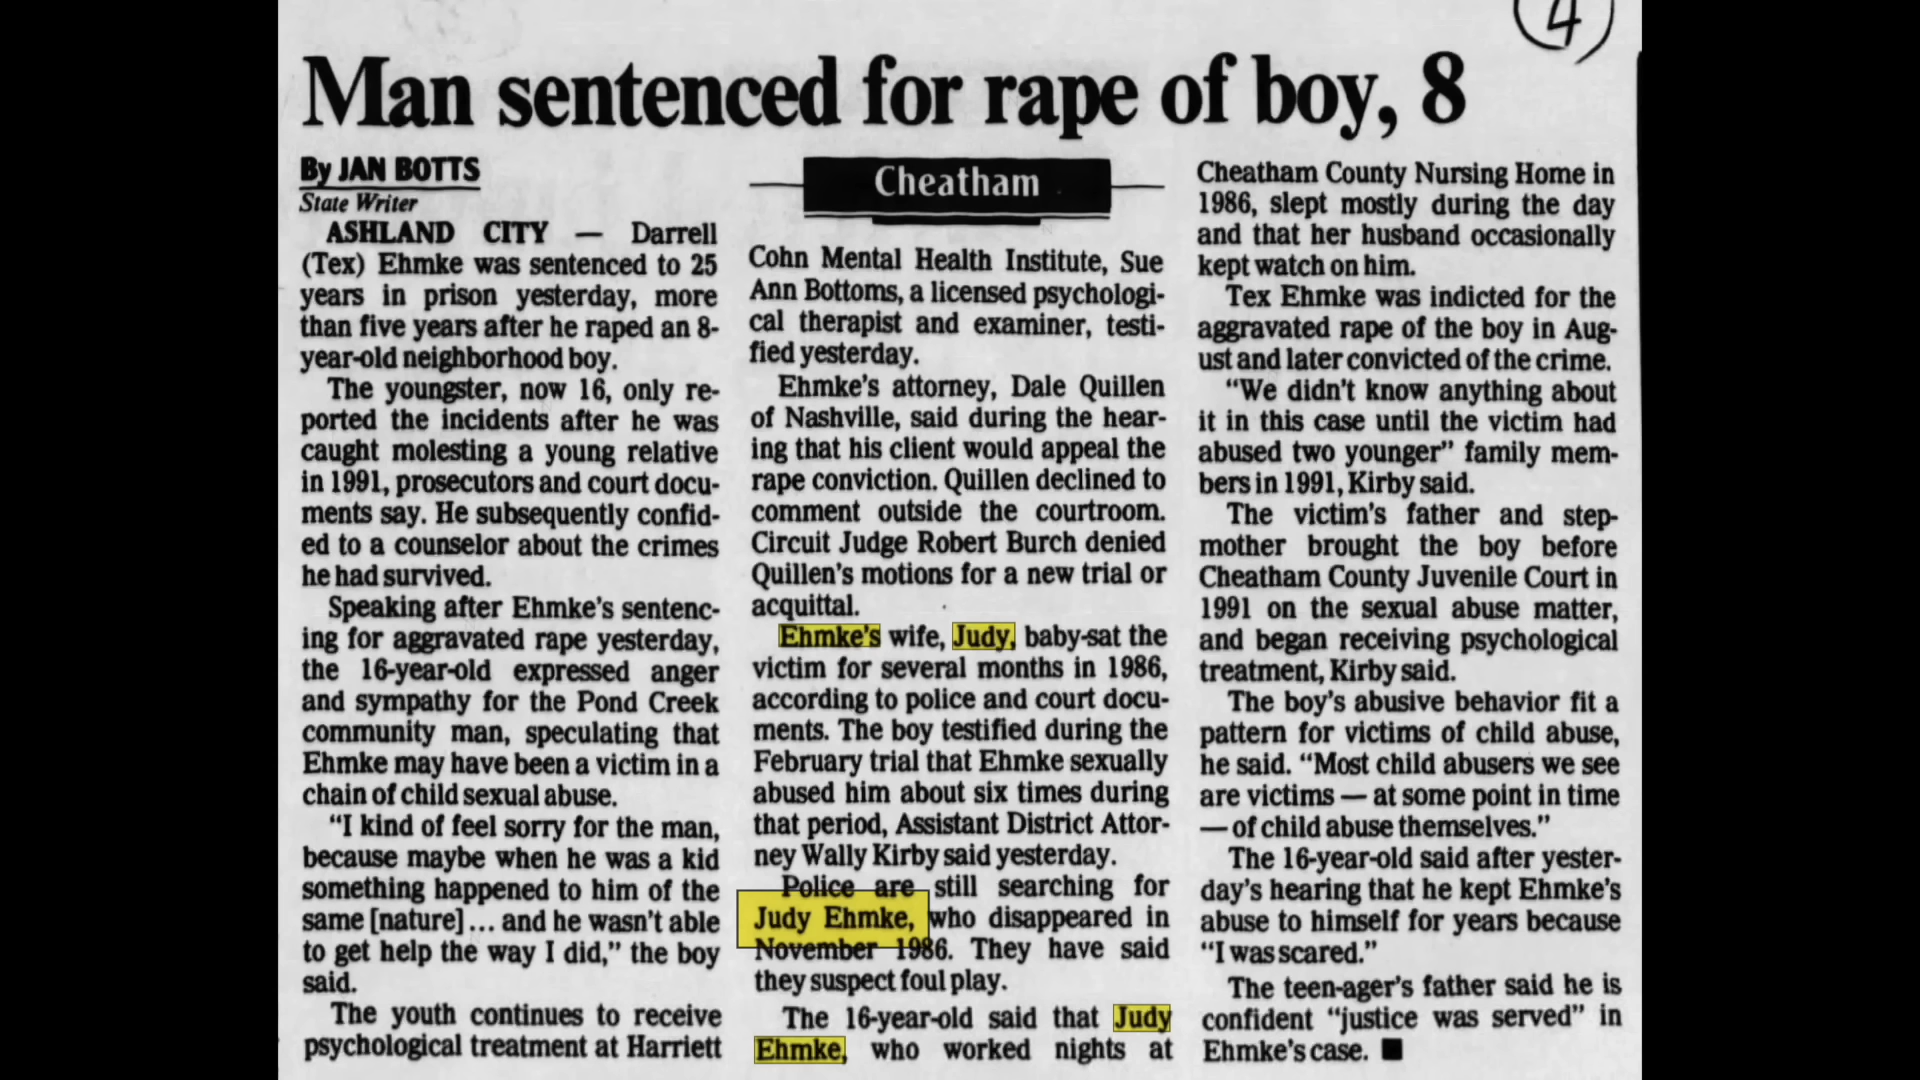 4
Man sentenced for rape of boy, 8
By JAN BOTTS
State Writer
ASHLAND CITY — Darrell
(Tex) Ehmke was sentenced to 25
years in prison yesterday, more
than five years after he raped an 8-
year-old neighborhood boy.
The youngster, now 16, only re-
ported the incidents after he was
caught molesting a young relative
in 1991, prosecutors and court docu-
ments say. He subsequently confid-
ed to a counselor about the crimes
he had survived.
Speaking after Ehmke's sentenc-
ing for aggravated rape yesterday,
the 16-year-old expressed anger
and sympathy for the Pond Creek
community man, speculating that
Ehmke may have been a victim in a
chain of child sexual abuse.
"I kind of feel sorry for the man,
because maybe when he was a kid
something happened to him of the
same [nature] ... and he wasn't able
to get help the way I did," the boy
said.
The youth continues to receive
psychological treatment at Harriett
Cheatham
Cohn Mental Health Institute, Sue
Ann Bottoms, a licensed psychologi-
cal therapist and examiner, testi-
fied yesterday.
Ehmke's attorney, Dale Quillen
of Nashville, said during the hear-
ing that his client would appeal the
rape conviction. Quillen declined to
comment outside the courtroom.
Circuit Judge Robert Burch denied
Quillen's motions for a new trial or
acquittal.
Ehmke's wife, Judy, baby-sat the
victim for several months in 1986,
according to police and court docu-
ments. The boy testified during the
February trial that Ehmke sexually
abused him about six times during
that period, Assistant District Attor-
ney Wally Kirby said yesterday.
Police are still searching for
Judy Ehmke, who disappeared in
November 1986. They have said
they suspect foul play.
The 16-year-old said that Judy
Ehmke, who worked nights at
Cheatham County Nursing Home in
1986, slept mostly during the day
and that her husband occasionally
kept watch on him.
Tex Ehmke was indicted for the
aggravated rape of the boy in Aug-
ust and later convicted of the crime.
"We didn't know anything about
it in this case until the victim had
abused two younger" family mem-
bers in 1991, Kirby said.
The victim's father and step-
mother brought the boy before
Cheatham County Juvenile Court in
1991 on the sexual abuse matter,
and began receiving psychological
treatment, Kirby said.
The boy's abusive behavior fit a
pattern for victims of child abuse,
he said. "Most child abusers we see
are victims — at some point in time
— of child abuse themselves."
The 16-year-old said after yester-
day's hearing that he kept Ehmke's
abuse to himself for years because
"I was scared."
The teen-ager's father said he is
confident "justice was served" in
Ehmke's case.